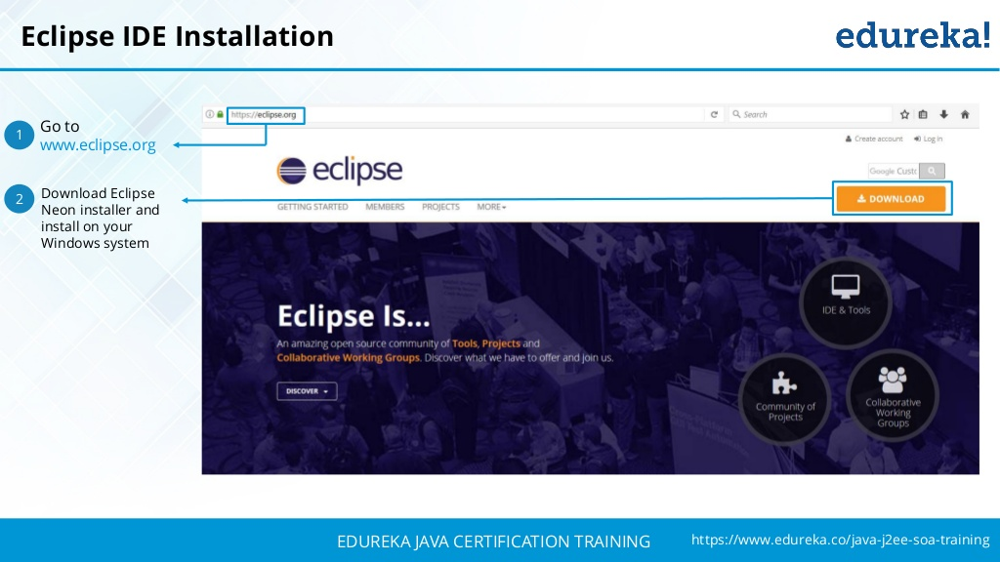 Eclipse IDE Installation
edureka!
1
Go to
www.eclipse.org
2
Download Eclipse
Neon installer and
install on your
Windows system
https://eclipse.org
Search
Create account
Log in
eclipse
Google Custo
DOWNLOAD
GETTING STARTED MEMBERS PROJECTS MORE
Eclipse Is...
An amazing open source community of Tools, Projects and
Collaborative Working Groups. Discover what we have to offer and join us.
DISCOVER
IDE & Tools
Community of
Projects
Collaborative
Working
Groups
EDUREKA JAVA CERTIFICATION TRAINING
https://www.edureka.co/java-j2ee-soa-training